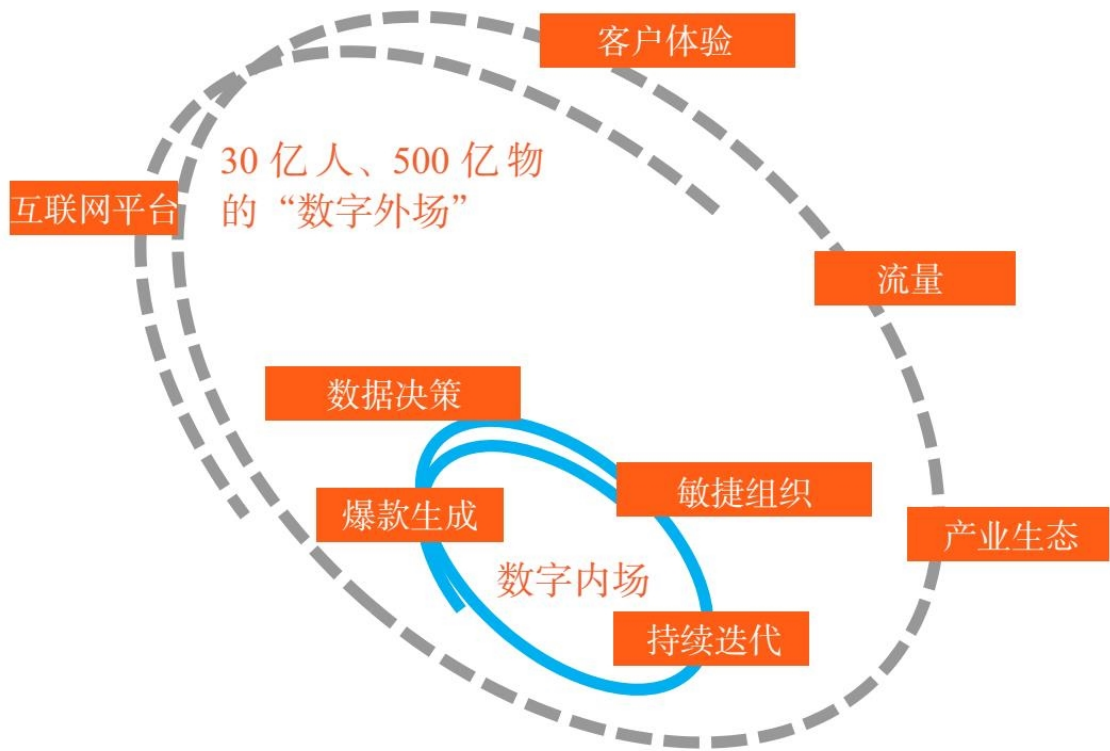 客户体验
30 亿人、500 亿物
的“数字外场”
互联网平台
流量
数据决策
敏捷组织
爆款生成
产业生态
数字内场
持续迭代